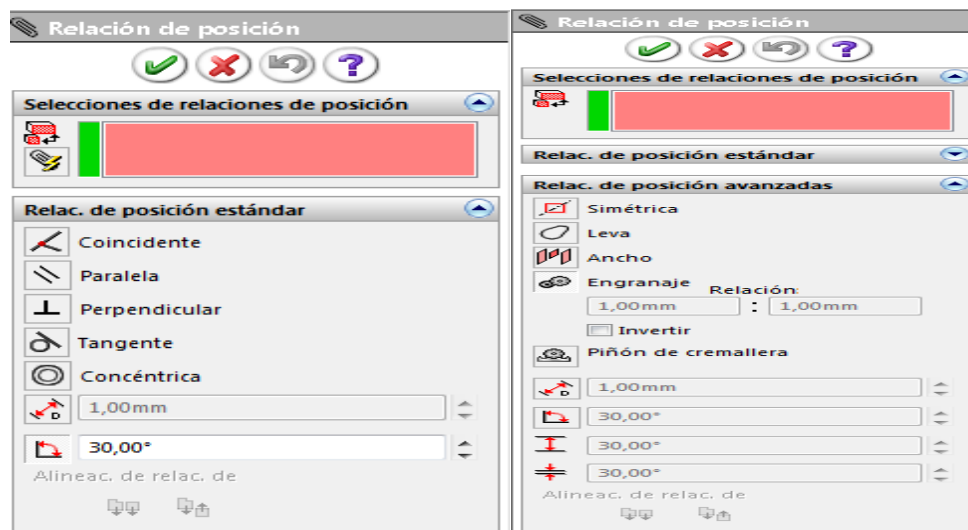 Relación de posición
?
Selecciones de relaciones de posición
Relac. de posición estándar
Coincidente
Paralela
Perpendicular
Tangente
Concéntrica
D
1,00mm
30,00°
Alineac. de relac. de
Relación de posición
?
Selecciones de relaciones de posición
Relac. de posición estándar
Relac. de posición avanzadas
Simétrica
Leva
Ancho
Engranaje Relación:
1,00mm : 1,00mm
Invertir
Piñón de cremallera
D
1,00mm
30,00°
30,00°
30,00°
Alineac. de relac. de